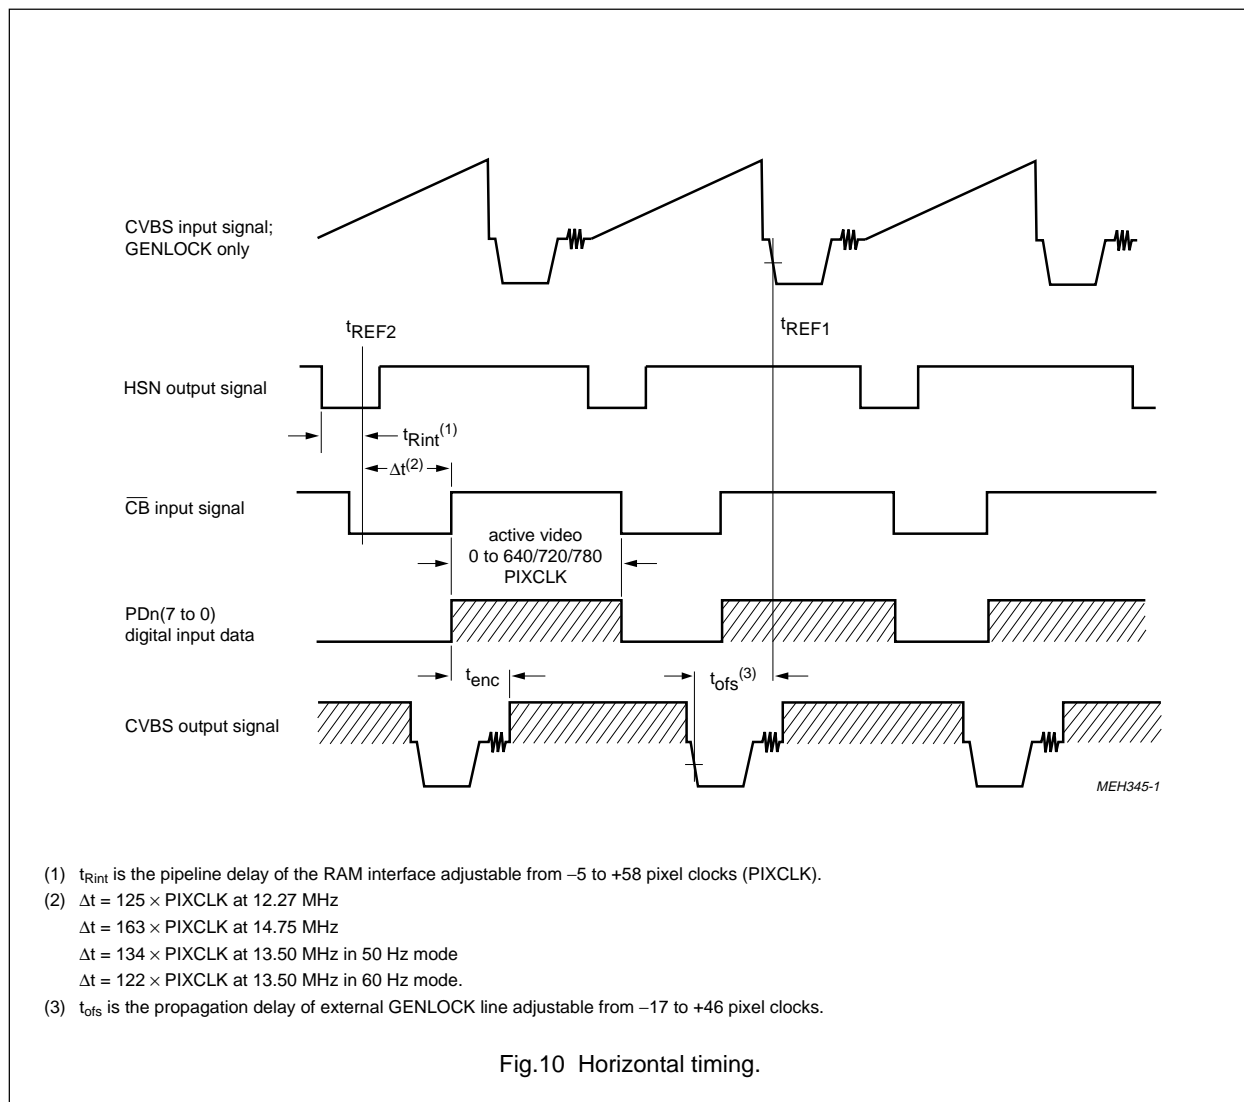 CVBS input signal;
GENLOCK only
tREF2
tREF1
HSN output signal
tRint(1)
Δt(2)
C̅B̅ input signal
active video
0 to 640/720/780
PIXCLK
PDn(7 to 0)
digital input data
tenc
tofs(3)
CVBS output signal
MEH345-1
(1) tRint is the pipeline delay of the RAM interface adjustable from –5 to +58 pixel clocks (PIXCLK).
(2) Δt = 125 × PIXCLK at 12.27 MHz
Δt = 163 × PIXCLK at 14.75 MHz
Δt = 134 × PIXCLK at 13.50 MHz in 50 Hz mode
Δt = 122 × PIXCLK at 13.50 MHz in 60 Hz mode.
(3) tofs is the propagation delay of external GENLOCK line adjustable from –17 to +46 pixel clocks.
Fig.10 Horizontal timing.